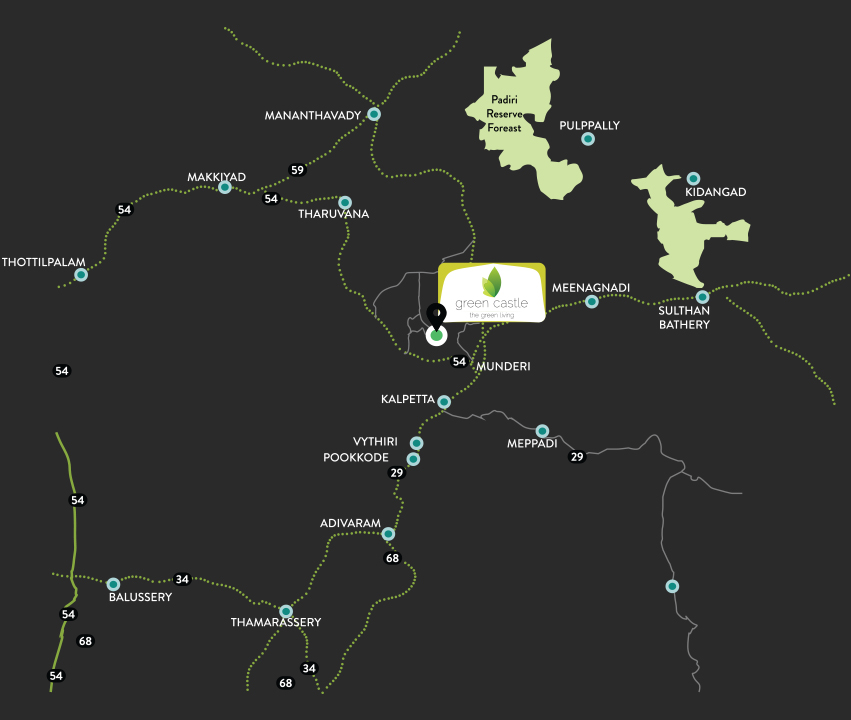 Padiri
Reserve
Foreast
MANANTHAVADY
PULPPALLY
59
MAKKIYAD
KIDANGAD
54
54
THARUVANA
THOTTILPALAM
green castle
the green living
MEENAGNADI
SULTHAN
BATHERY
54
MUNDERI
54
KALPETTA
VYTHIRI
MEPPADI
POOKKODE
29
29
54
ADIVARAM
68
34
BALUSSERY
54
THAMARASSERY
68
34
54
68